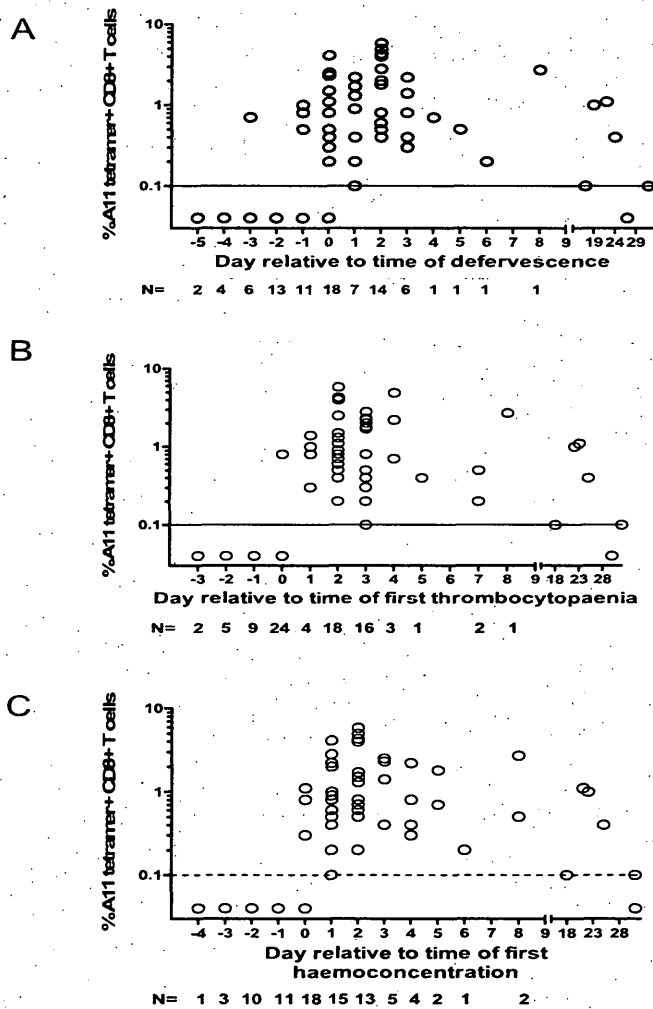 A
%A11 tetramer+ CD8+ T cells
10
1
0.1
-5 -4 -3 -2 -1 0 1 2 3 4 5 6 7 8 9 19 24 29
Day relative to time of defervescence
N= 2 4 6 13 11 18 7 14 6 1 1 1 1
B
%A11 tetramer+ CD8+ T cells
10
1
0.1
-3 -2 -1 0 1 2 3 4 5 6 7 8 9 18 23 28
Day relative to time of first thrombocytopaenia
N= 2 5 9 24 4 18 16 3 1 2 1
C
%A11 tetramer+ CD8+ T cells
10
1
0.1
-4 -3 -2 -1 0 1 2 3 4 5 6 7 8 9 18 23 28
Day relative to time of first
haemoconcentration
N= 1 3 10 11 18 15 13 5 4 2 1 2